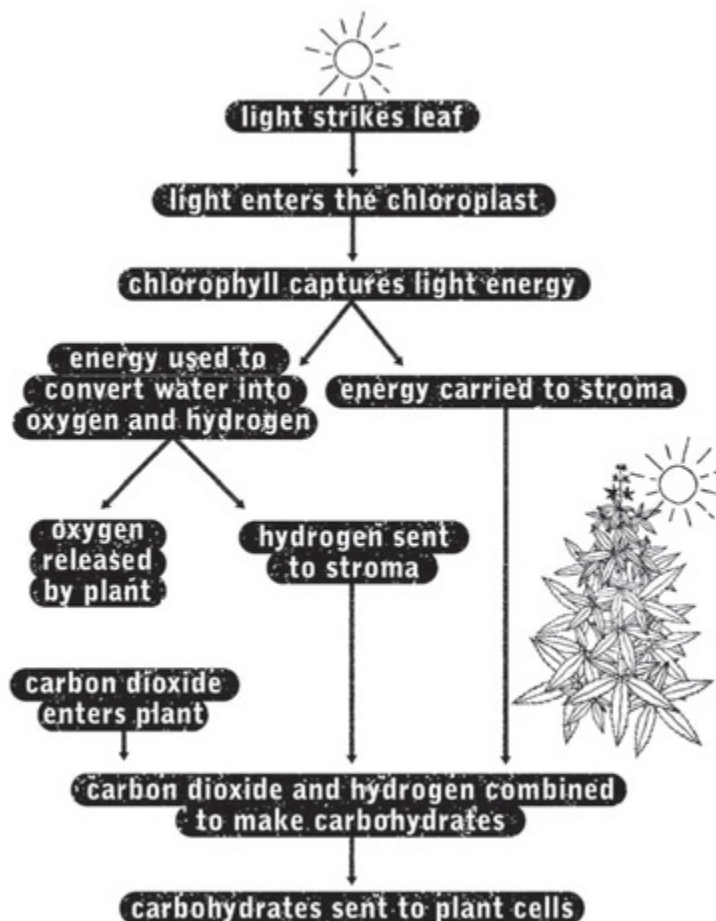 light strikes leaf
light enters the chloroplast
chlorophyll captures light energy
energy used to
convert water into
oxygen and hydrogen
energy carried to stroma
oxygen
released
by plant
hydrogen sent
to stroma
carbon dioxide
enters plant
carbon dioxide and hydrogen combined
to make carbohydrates
carbohydrates sent to plant cells